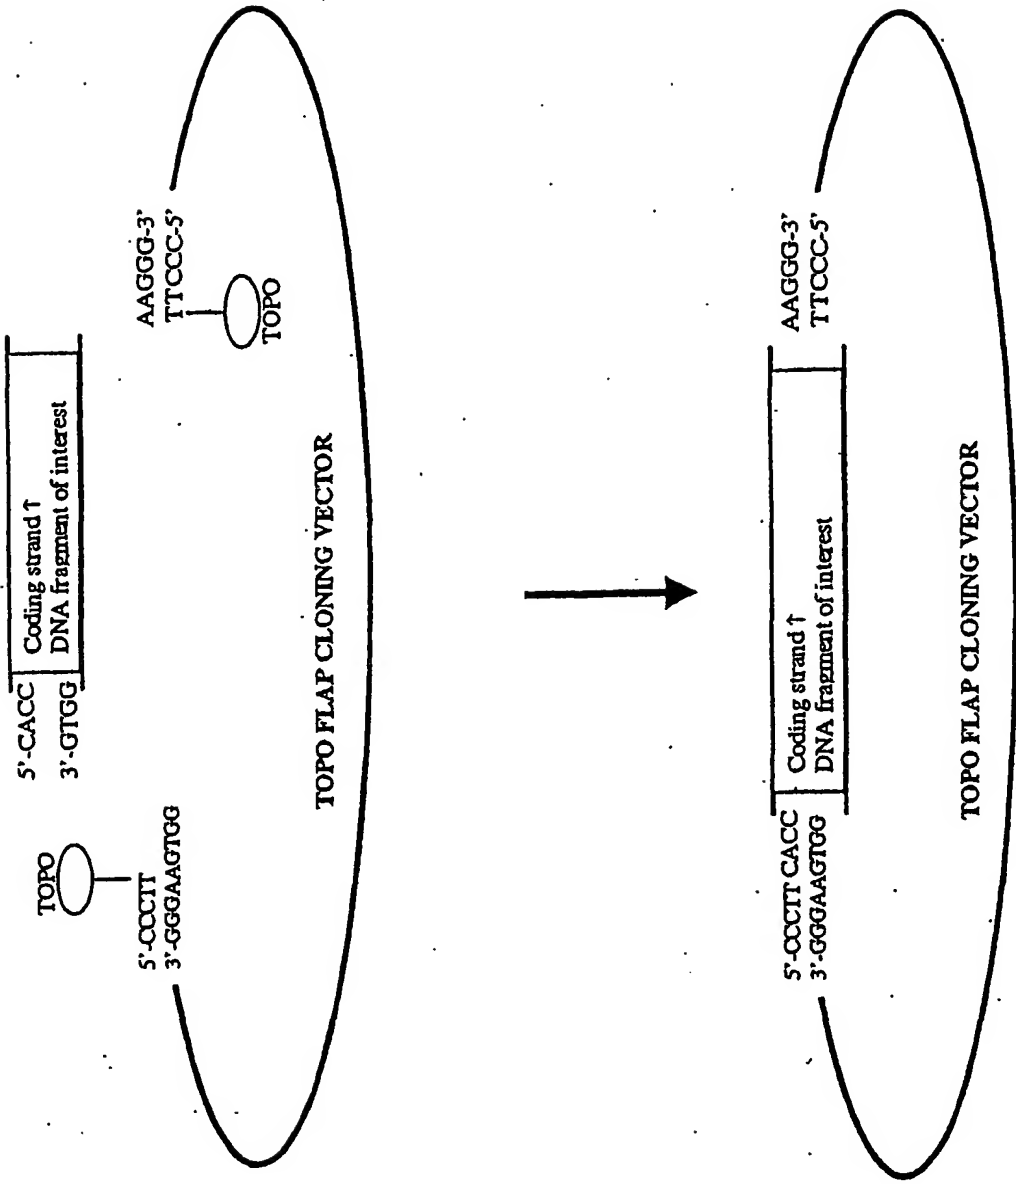 TOPO
5'-CCCTT
3'-GGGAAGTGG
5'-CACC
3'-GTGG
Coding strand ↑
DNA fragment of interest
AAGGG-3'
TTCCC-5'
TOPO
TOPO FLAP CLONING VECTOR
5'-CCCTT CACC
3'-GGGAAGTGG
Coding strand ↑
DNA fragment of interest
AAGGG-3'
TTCCC-5'
TOPO FLAP CLONING VECTOR